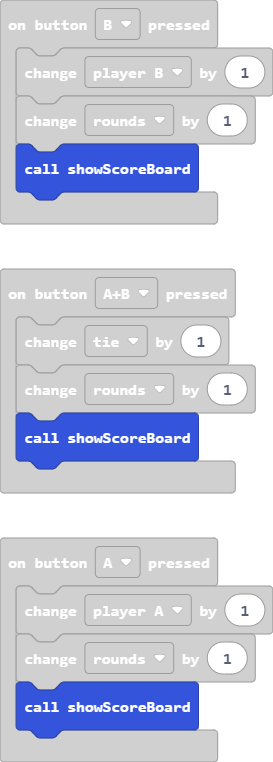 on button B pressed
change player B by 1
change rounds by 1
call showScoreBoard
on button A+B pressed
change tie by 1
change rounds by 1
call showScoreBoard
on button A pressed
change player A by 1
change rounds by 1
call showScoreBoard